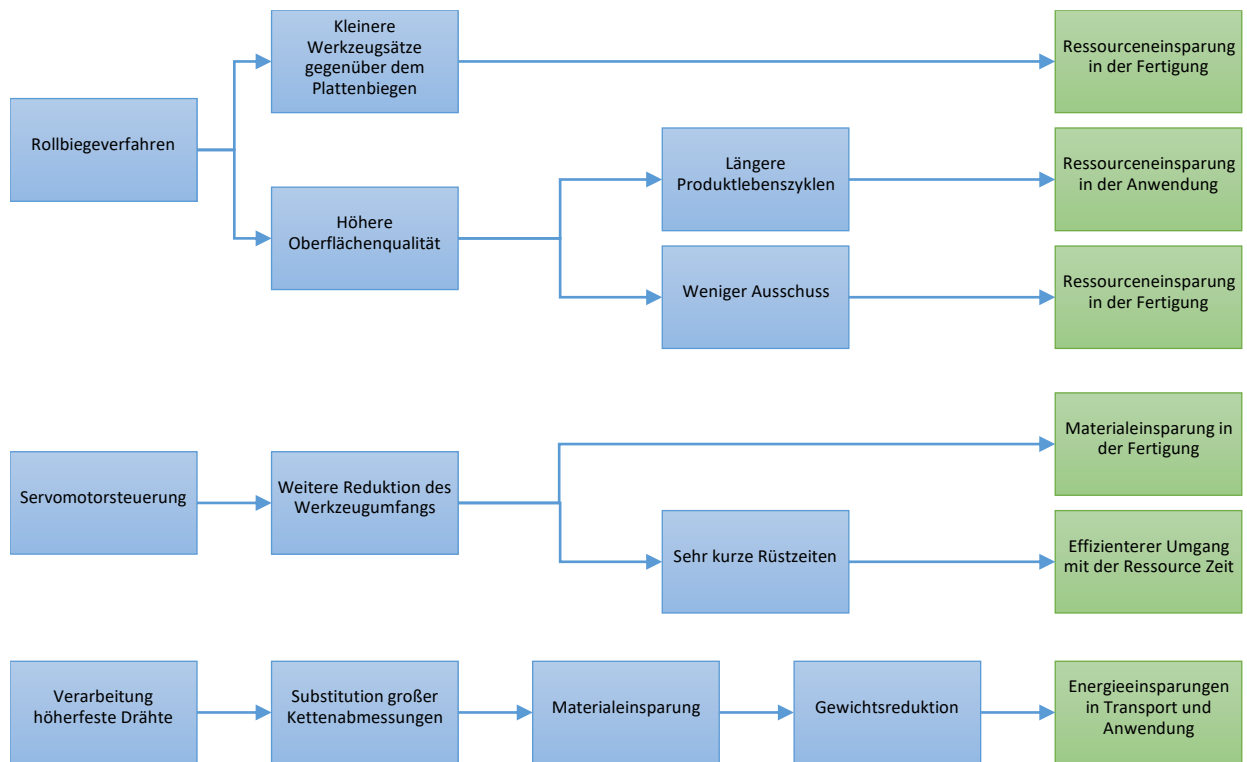 Kleinere
Werkzeugsätze
gegenüber dem
Plattenbiegen
Ressourceneinsparung
in der Fertigung
Rollbiegeverfahren
Längere
Produktlebenszyklen
Ressourceneinsparung
in der Anwendung
Höhere
Oberflächenqualität
Weniger Ausschuss
Ressourceneinsparung
in der Fertigung
Materialeinsparung in
der Fertigung
Servomotorsteuerung
Weitere Reduktion des
Werkzeugumfangs
Sehr kurze Rüstzeiten
Effizienterer Umgang
mit der Ressource Zeit
Verarbeitung
höherfeste Drähte
Substitution großer
Kettenabmessungen
Materialeinsparung
Gewichtsreduktion
Energieeinsparungen
in Transport und
Anwendung